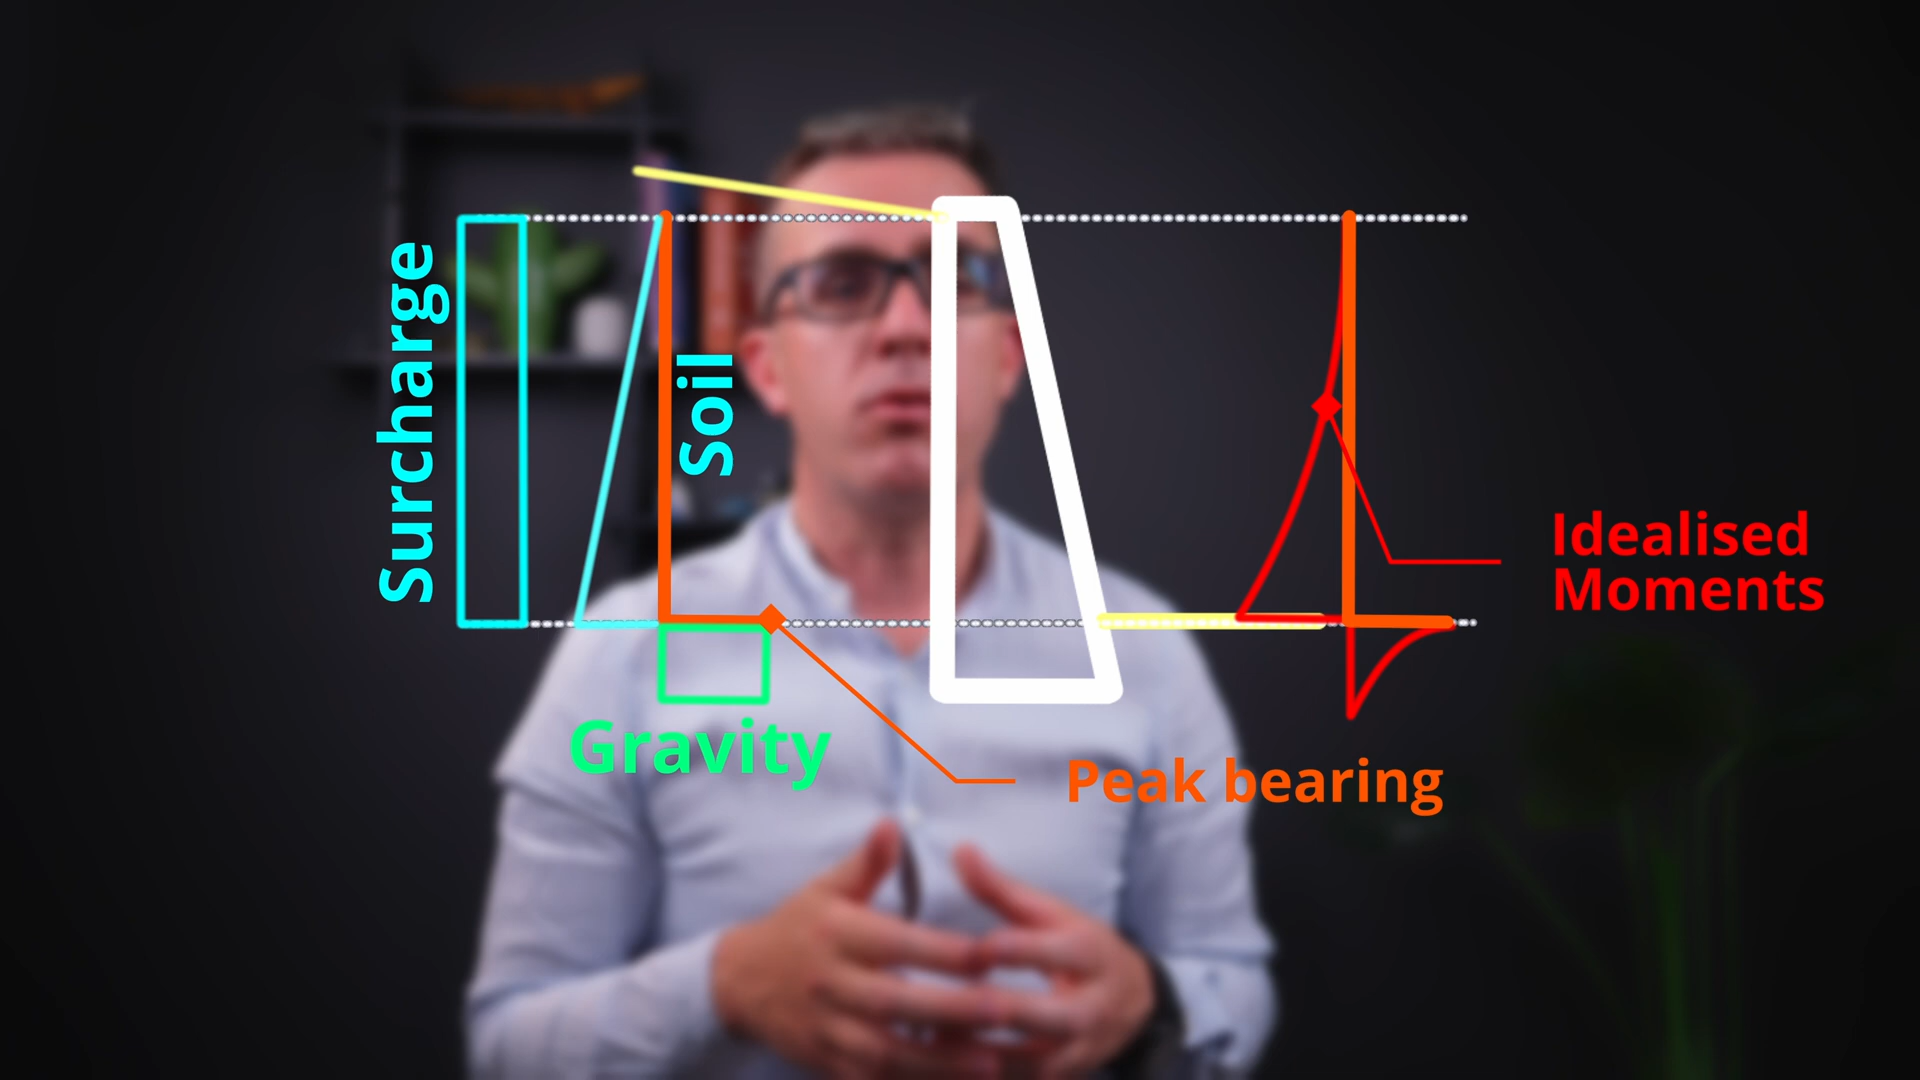 Surcharge
Soil
Idealised
Moments
Gravity
Peak bearing